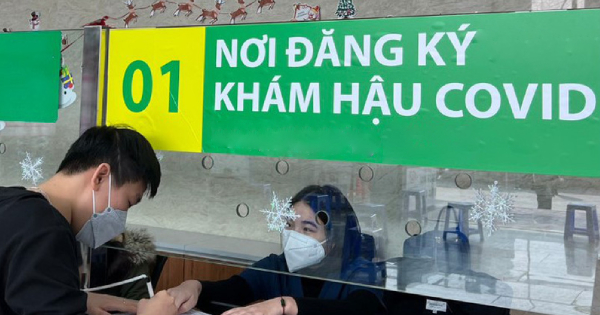 01
NƠI ĐĂNG KÝ
KHÁM HẬU COVID